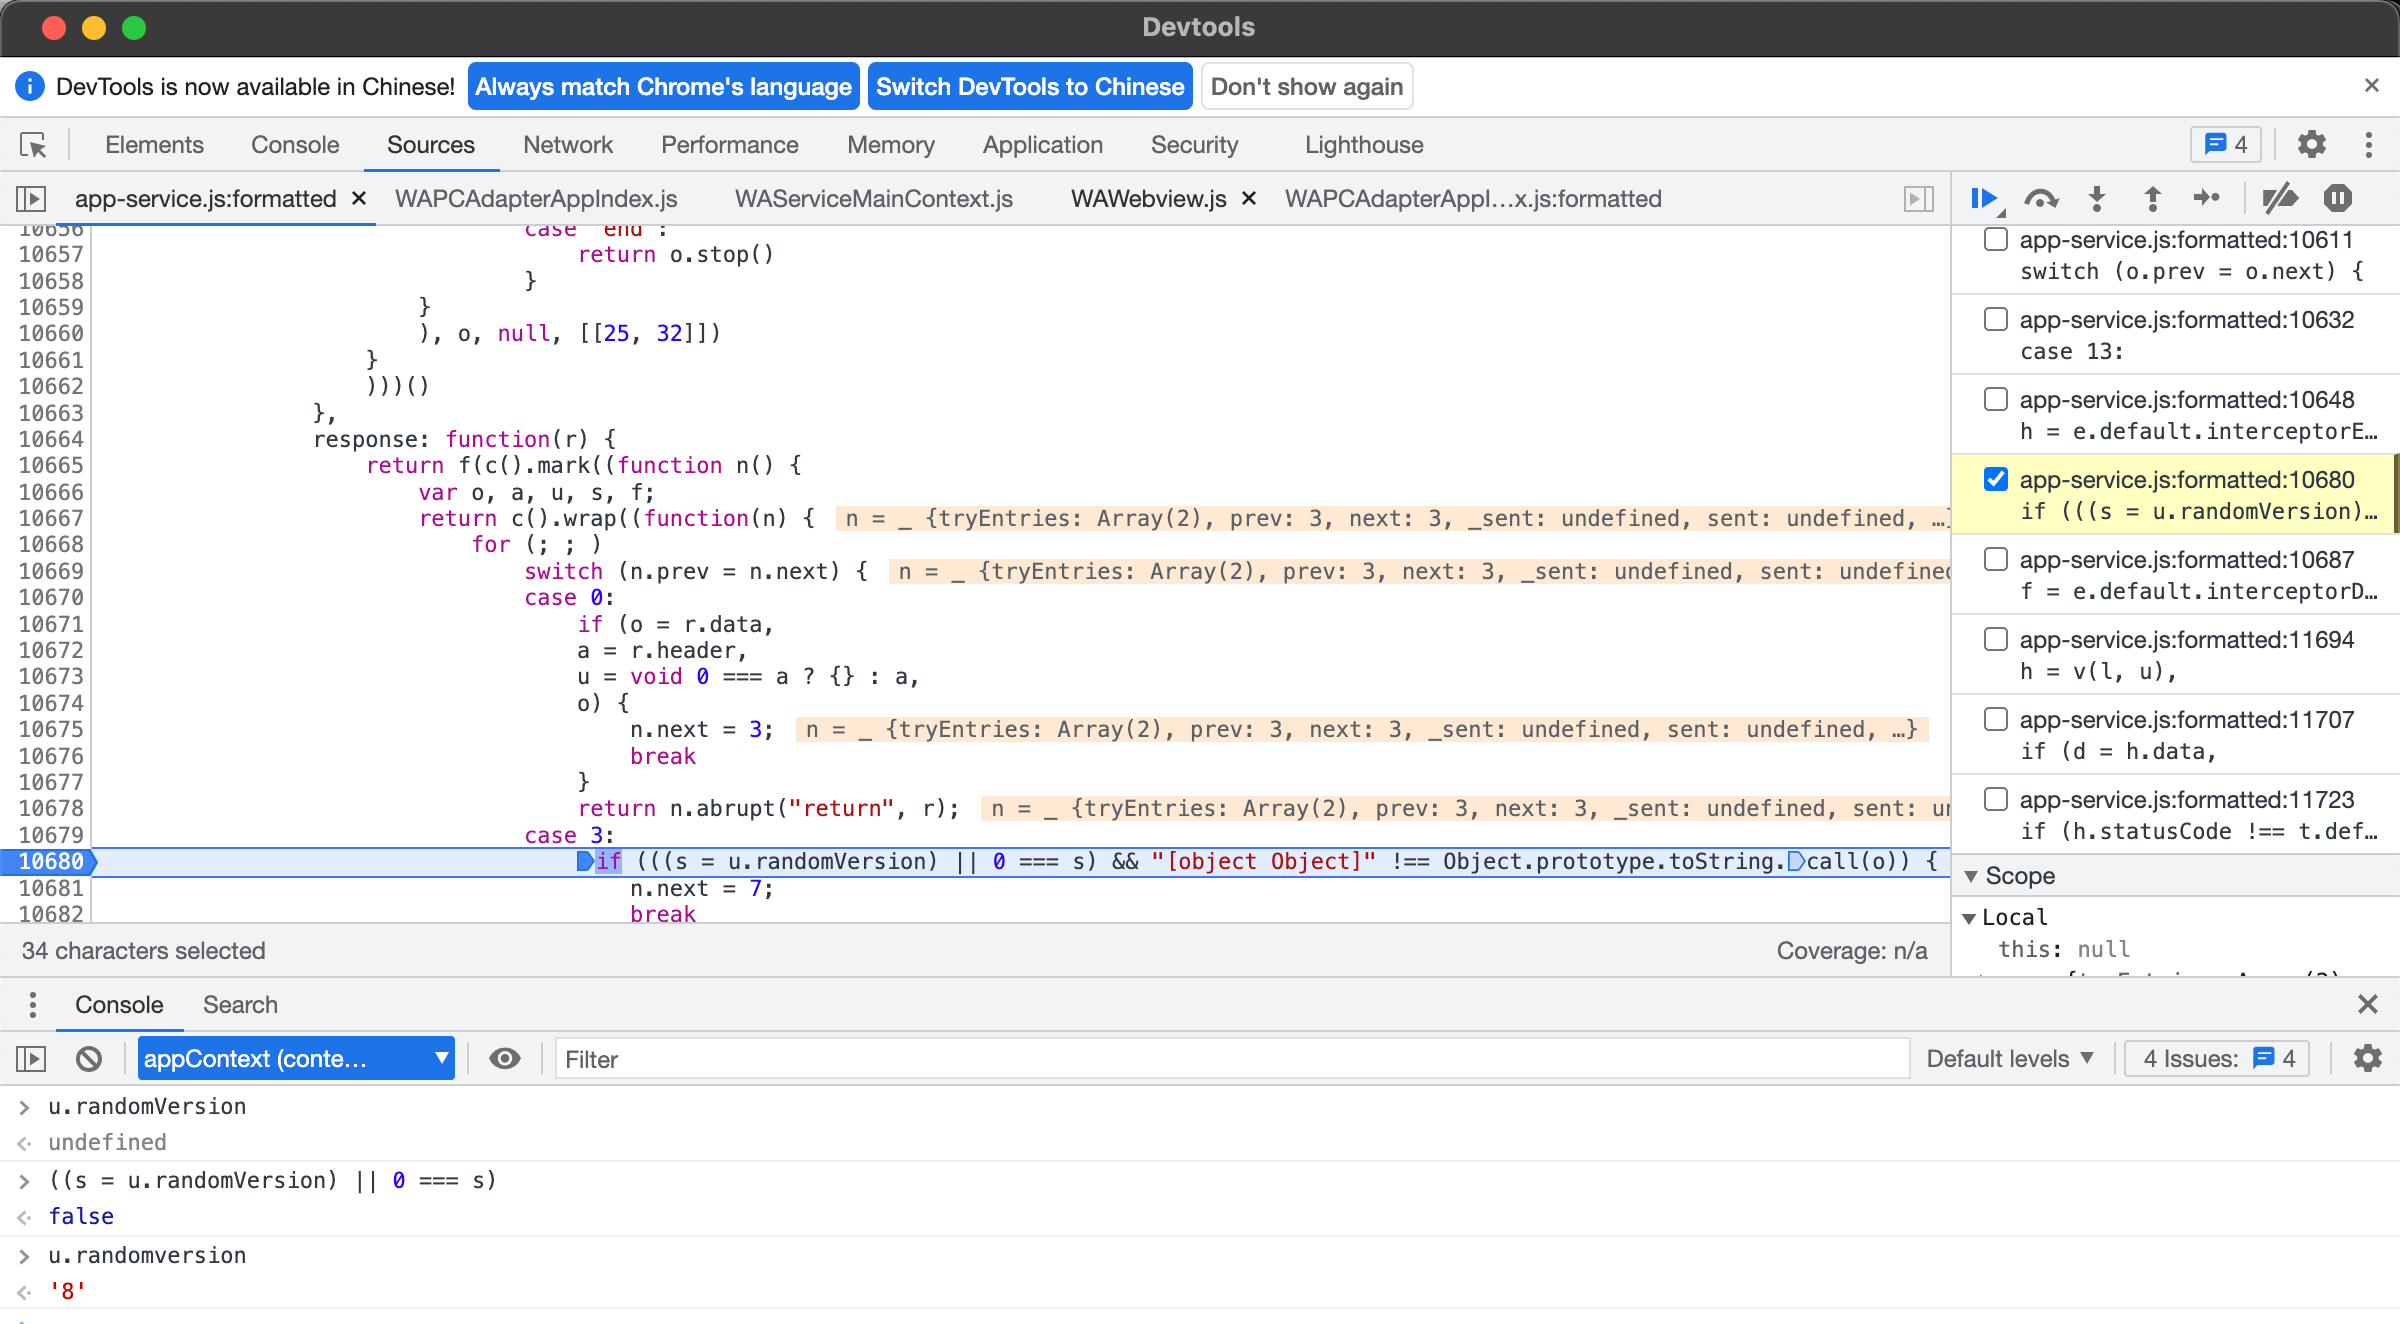 Devtools
DevTools is now available in Chinese! Always match Chrome's language Switch DevTools to Chinese Don't show again
Elements Console Sources Network Performance Memory Application Security Lighthouse 4
app-service.js:formatted WAPCAdapterAppIndex.js WAServiceMainContext.js WAWebview.js WAPCAdapterAppI…x.js:formatted
10656 case "end":
10657 return o.stop()
10658 }
10659 }
10660 ), o, null, [[25, 32]])
10661 }
10662 )))()
10663 },
10664 response: function(r) {
10665 return f(c().mark((function n() {
10666 var o, a, u, s, f;
10667 return c().wrap((function(n) { n = _ {tryEntries: Array(2), prev: 3, next: 3, _sent: undefined, sent: undefined, …}
10668 for (; ; )
10669 switch (n.prev = n.next) { n = _ {tryEntries: Array(2), prev: 3, next: 3, _sent: undefined, sent: undefined
10670 case 0:
10671 if (o = r.data,
10672 a = r.header,
10673 u = void 0 === a ? {} : a,
10674 o) {
10675 n.next = 3; n = _ {tryEntries: Array(2), prev: 3, next: 3, _sent: undefined, sent: undefined, …}
10676 break
10677 }
10678 return n.abrupt("return", r); n = _ {tryEntries: Array(2), prev: 3, next: 3, _sent: undefined, sent: un
10679 case 3:
10680 if (((s = u.randomVersion) || 0 === s) && "[object Object]" !== Object.prototype.toString.call(o)) {
10681 n.next = 7;
10682 break
34 characters selected Coverage: n/a
app-service.js:formatted:10611
switch (o.prev = o.next) {
app-service.js:formatted:10632
case 13:
app-service.js:formatted:10648
h = e.default.interceptorE…
app-service.js:formatted:10680
if (((s = u.randomVersion)…
app-service.js:formatted:10687
f = e.default.interceptorD…
app-service.js:formatted:11694
h = v(l, u),
app-service.js:formatted:11707
if (d = h.data,
app-service.js:formatted:11723
if (h.statusCode !== t.def…
Scope
Local
this: null
Console Search
appContext (conte… Filter Default levels 4 Issues: 4
u.randomVersion
undefined
((s = u.randomVersion) || 0 === s)
false
u.randomversion
'8'